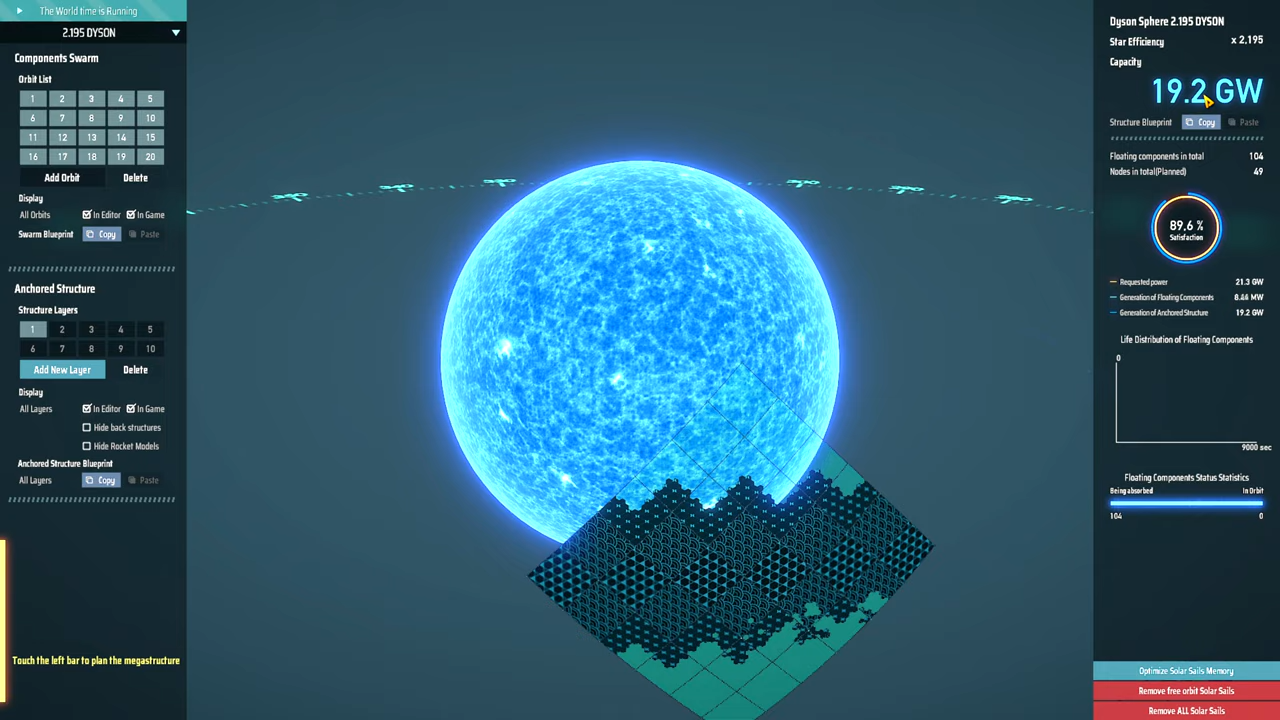 The World time is Running
2.195 DYSON
Components Swarm
Orbit List
1 2 3 4 5
6 7 8 9 10
11 12 13 14 15
16 17 18 19 20
Add Orbit Delete
Display
All Orbits In Editor In Game
Swarm Blueprint Copy Paste
Anchored Structure
Structure Layers
1 2 3 4 5
6 7 8 9 10
Add New Layer Delete
Display
All Layers In Editor In Game
Hide back structures
Hide Rocket Models
Anchored Structure Blueprint
All Layers Copy Paste
Touch the left bar to plan the megastructure
Dyson Sphere 2.195 DYSON
Star Efficiency x 2,195
Capacity
19.2 GW
Structure Blueprint Copy Paste
Floating components in total 104
Nodes in total(Planned) 49
89,6 %
Satisfaction
Requested power 21.3 GW
Generation of Floating Components 8.44 MW
Generation of Anchored Structure 19.2 GW
Life Distribution of Floating Components
0
9000 sec
Floating Components Status Statistics
Being absorbed In Orbit
104 0
Optimize Solar Sails Memory
Remove free orbit Solar Sails
Remove ALL Solar Sails